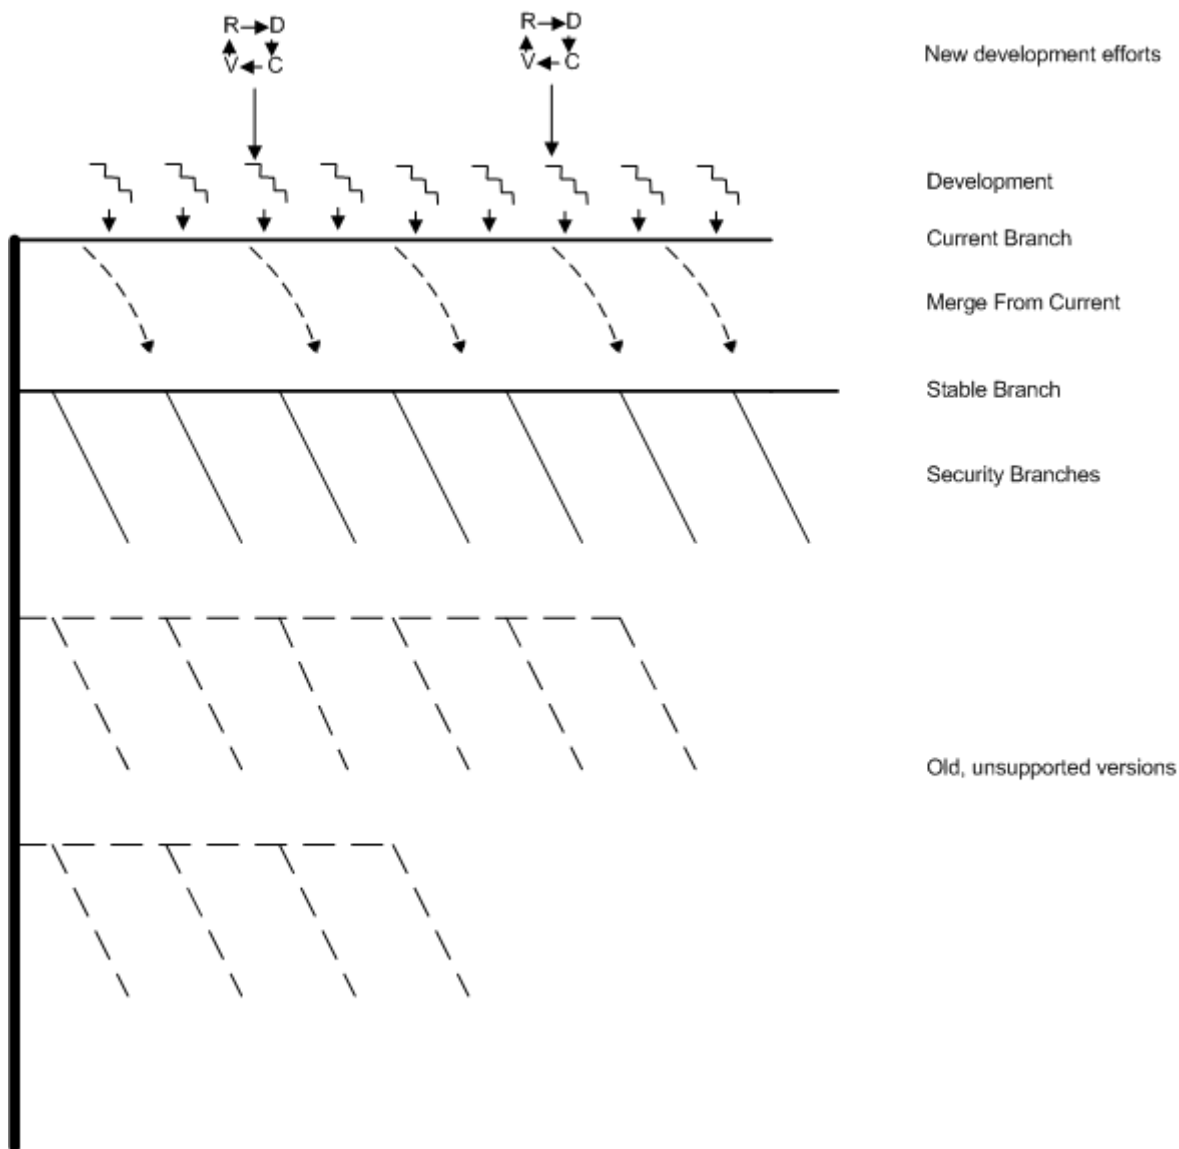 R D R D
V C V C
New development efforts
Development
Current Branch
Merge From Current
Stable Branch
Security Branches
Old, unsupported versions